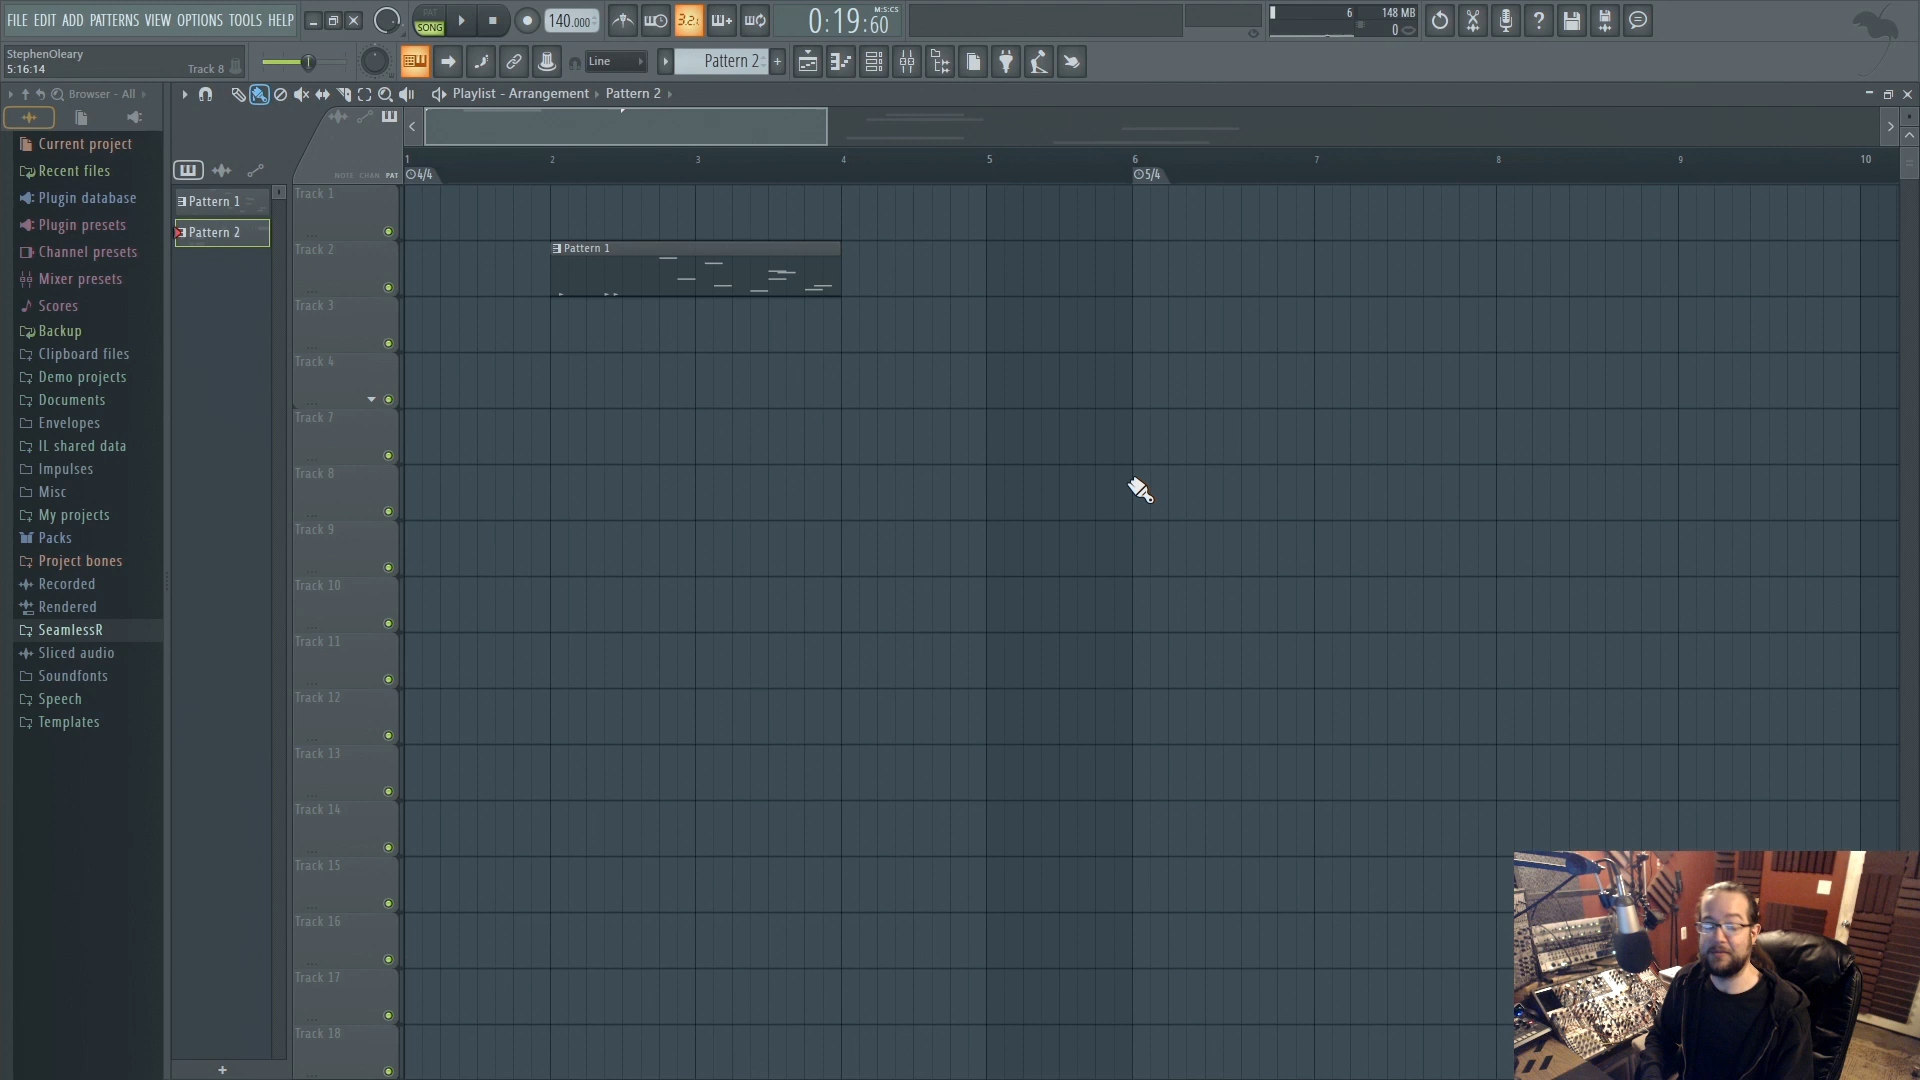 FILE EDIT ADD PATTERNS VIEW OPTIONS TOOLS HELP
PAT
SONG
140.000
3.2.
0:19:60
M:S:CS
6
148 MB
0
StephenOleary
5:16:14
Track 8
Line
Pattern 2
Browser - All
Playlist - Arrangement
Pattern 2
NOTE CHAN PAT
1
2
3
4
5
6
7
8
9
10
4/4
5/4
Current project
Recent files
Plugin database
Plugin presets
Channel presets
Mixer presets
Scores
Backup
Clipboard files
Demo projects
Documents
Envelopes
IL shared data
Impulses
Misc
My projects
Packs
Project bones
Recorded
Rendered
SeamlessR
Sliced audio
Soundfonts
Speech
Templates
Pattern 1
Pattern 2
Track 1
Track 2
Track 3
Track 4
Track 7
Track 8
Track 9
Track 10
Track 11
Track 12
Track 13
Track 14
Track 15
Track 16
Track 17
Track 18
Pattern 1